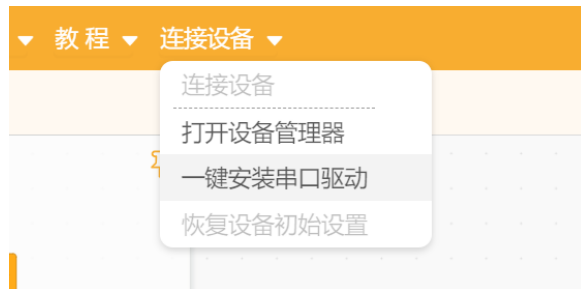 教程 连接设备
连接设备
打开设备管理器
一键安装串口驱动
恢复设备初始设置